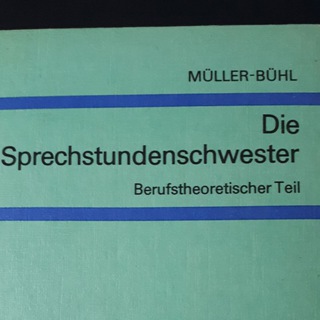 MÜLLER-BÜHL
Die
Sprechstundenschwester
Berufstheoretischer Teil